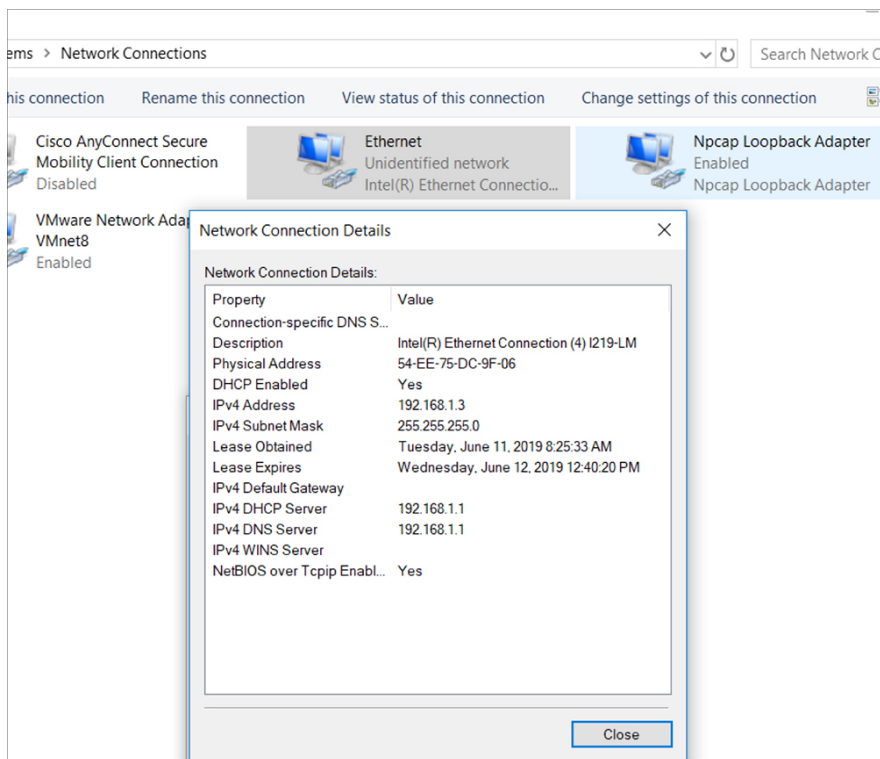 ems > Network Connections
Search Network C
his connection Rename this connection View status of this connection Change settings of this connection
Cisco AnyConnect Secure
Mobility Client Connection
Disabled
Ethernet
Unidentified network
Intel(R) Ethernet Connectio...
Npcap Loopback Adapter
Enabled
Npcap Loopback Adapter
VMware Network Adap
VMnet8
Enabled
Network Connection Details
Network Connection Details:
Property Value
Connection-specific DNS S...
Description Intel(R) Ethernet Connection (4) I219-LM
Physical Address 54-EE-75-DC-9F-06
DHCP Enabled Yes
IPv4 Address 192.168.1.3
IPv4 Subnet Mask 255.255.255.0
Lease Obtained Tuesday, June 11, 2019 8:25:33 AM
Lease Expires Wednesday, June 12, 2019 12:40:20 PM
IPv4 Default Gateway
IPv4 DHCP Server 192.168.1.1
IPv4 DNS Server 192.168.1.1
IPv4 WINS Server
NetBIOS over Tcpip Enabl... Yes
Close